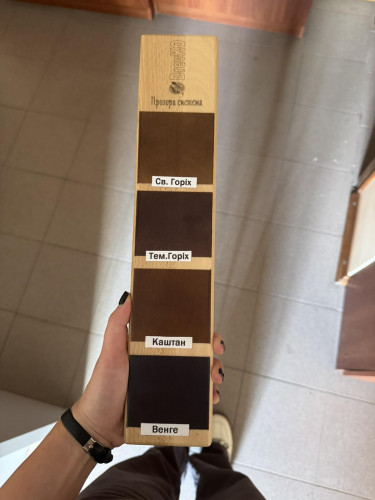 Прозора система
Св. Горіх
Тем.Горіх
Каштан
Венге